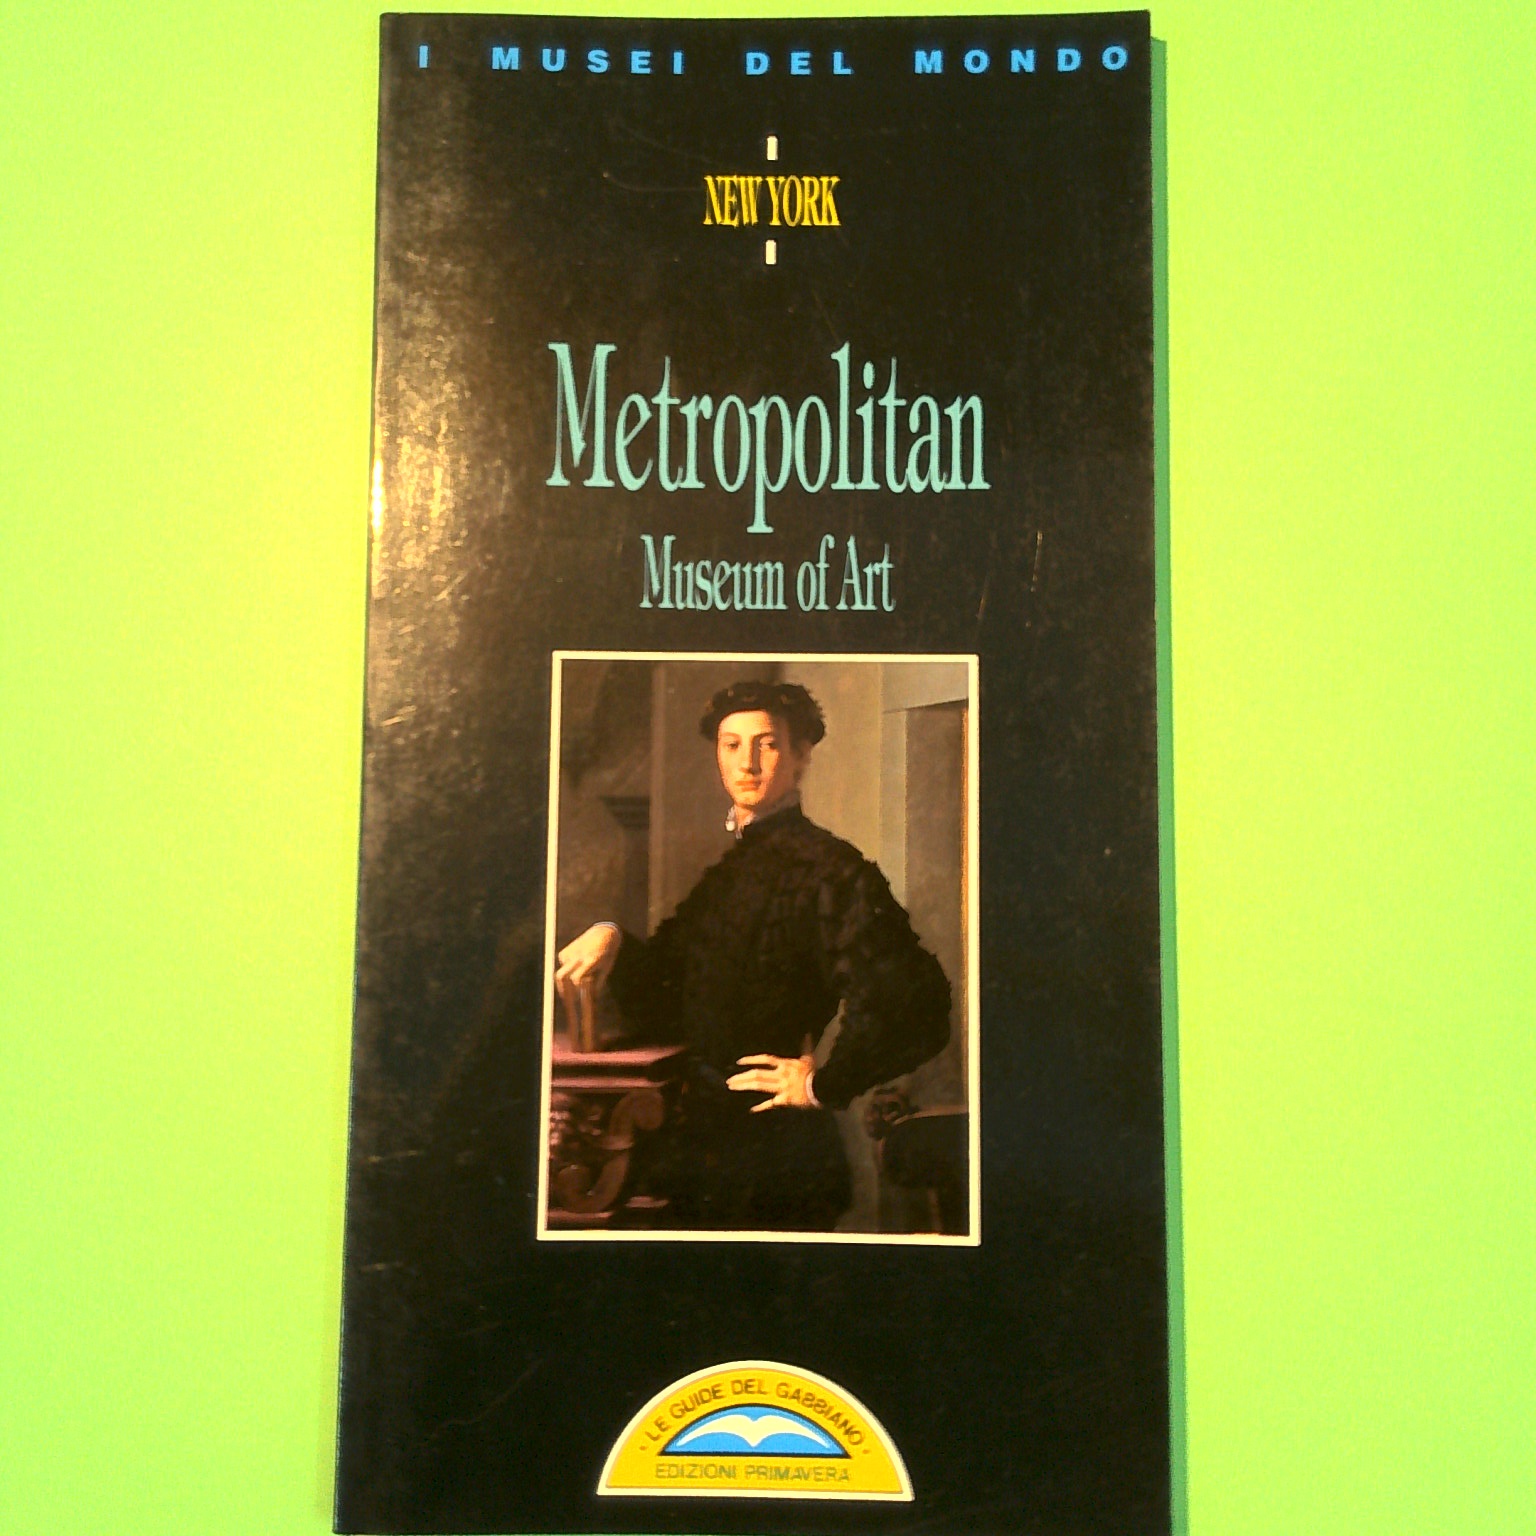 I MUSEI DEL MONDO
NEW YORK
Metropolitan
Museum of Art
· LE GUIDE DEL GABBIANO ·
EDIZIONI PRIMAVERA